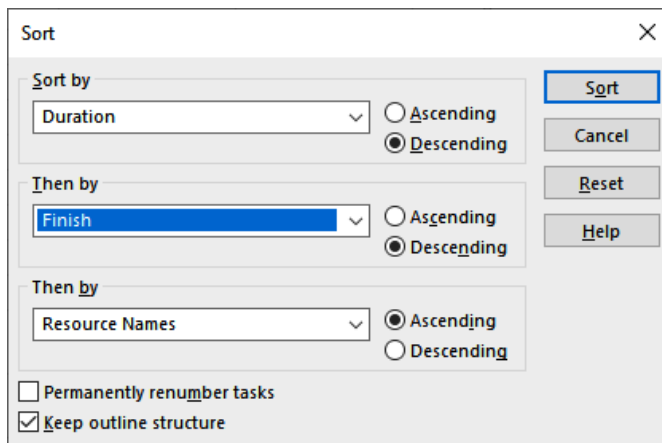 Sort
Sort by
Duration
Ascending
Descending
Then by
Finish
Ascending
Descending
Then by
Resource Names
Ascending
Descending
Permanently renumber tasks
Keep outline structure
Sort
Cancel
Reset
Help